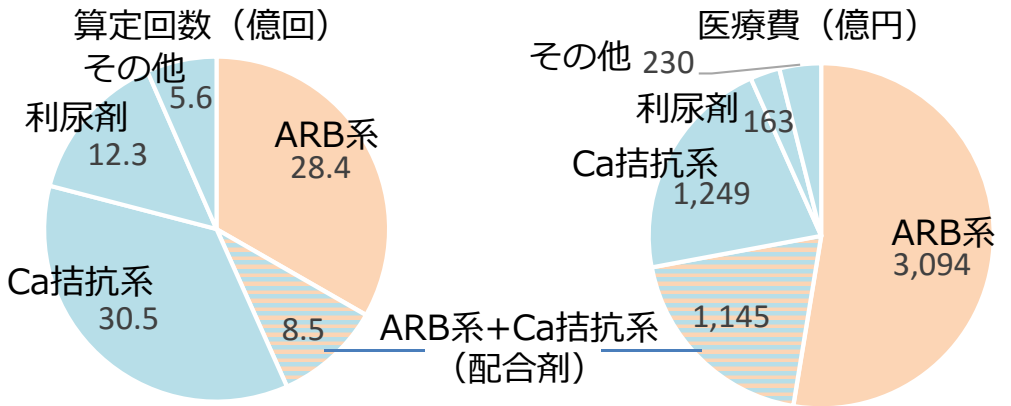 算定回数（億回）
その他
5.6
利尿剤
12.3
ARB系
28.4
Ca拮抗系
30.5
8.5
ARB系+Ca拮抗系
（配合剤）
医療費（億円）
その他 230
利尿剤 163
Ca拮抗系
1,249
ARB系
3,094
1,145